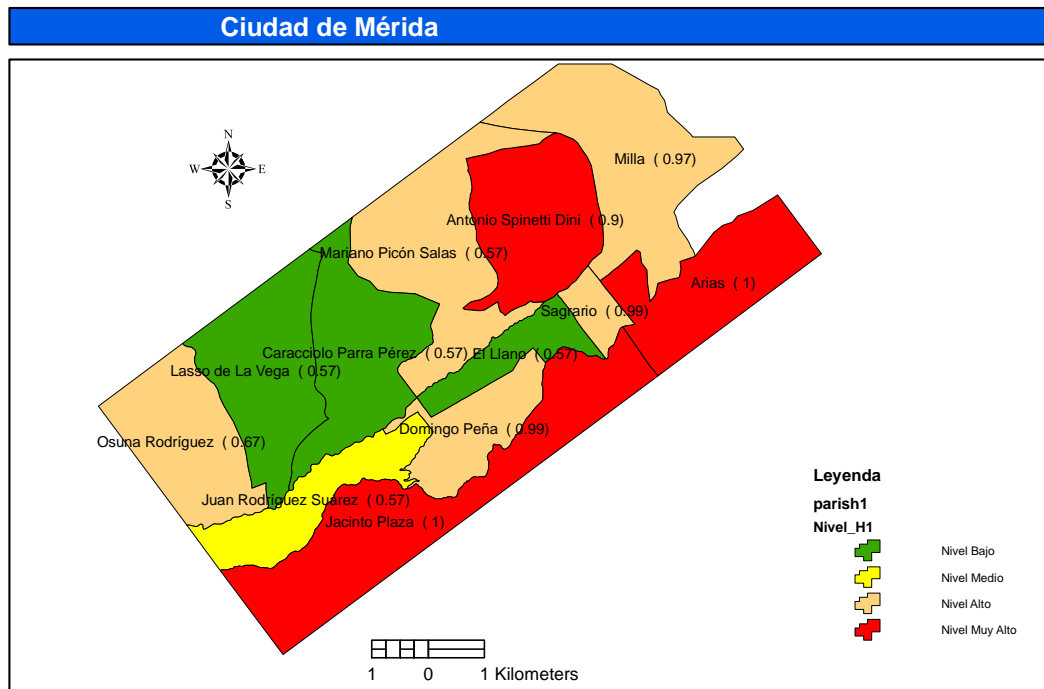 Ciudad de Mérida
N
W E
S
Milla ( 0.97)
Antonio Spinetti Dini ( 0.9)
Mariano Picón Salas ( 0.57)
Arias ( 1)
Sagrario ( 0.99)
Caracciolo Parra Pérez ( 0.57)
El Llano ( 0.57)
Lasso de La Vega ( 0.57)
Domingo Peña ( 0.99)
Osuna Rodríguez ( 0.67)
Juan Rodríguez Suárez ( 0.57)
Jacinto Plaza ( 1)
Leyenda
parish1
Nivel_H1
Nivel Bajo
Nivel Medio
Nivel Alto
Nivel Muy Alto
1 0 1 Kilometers